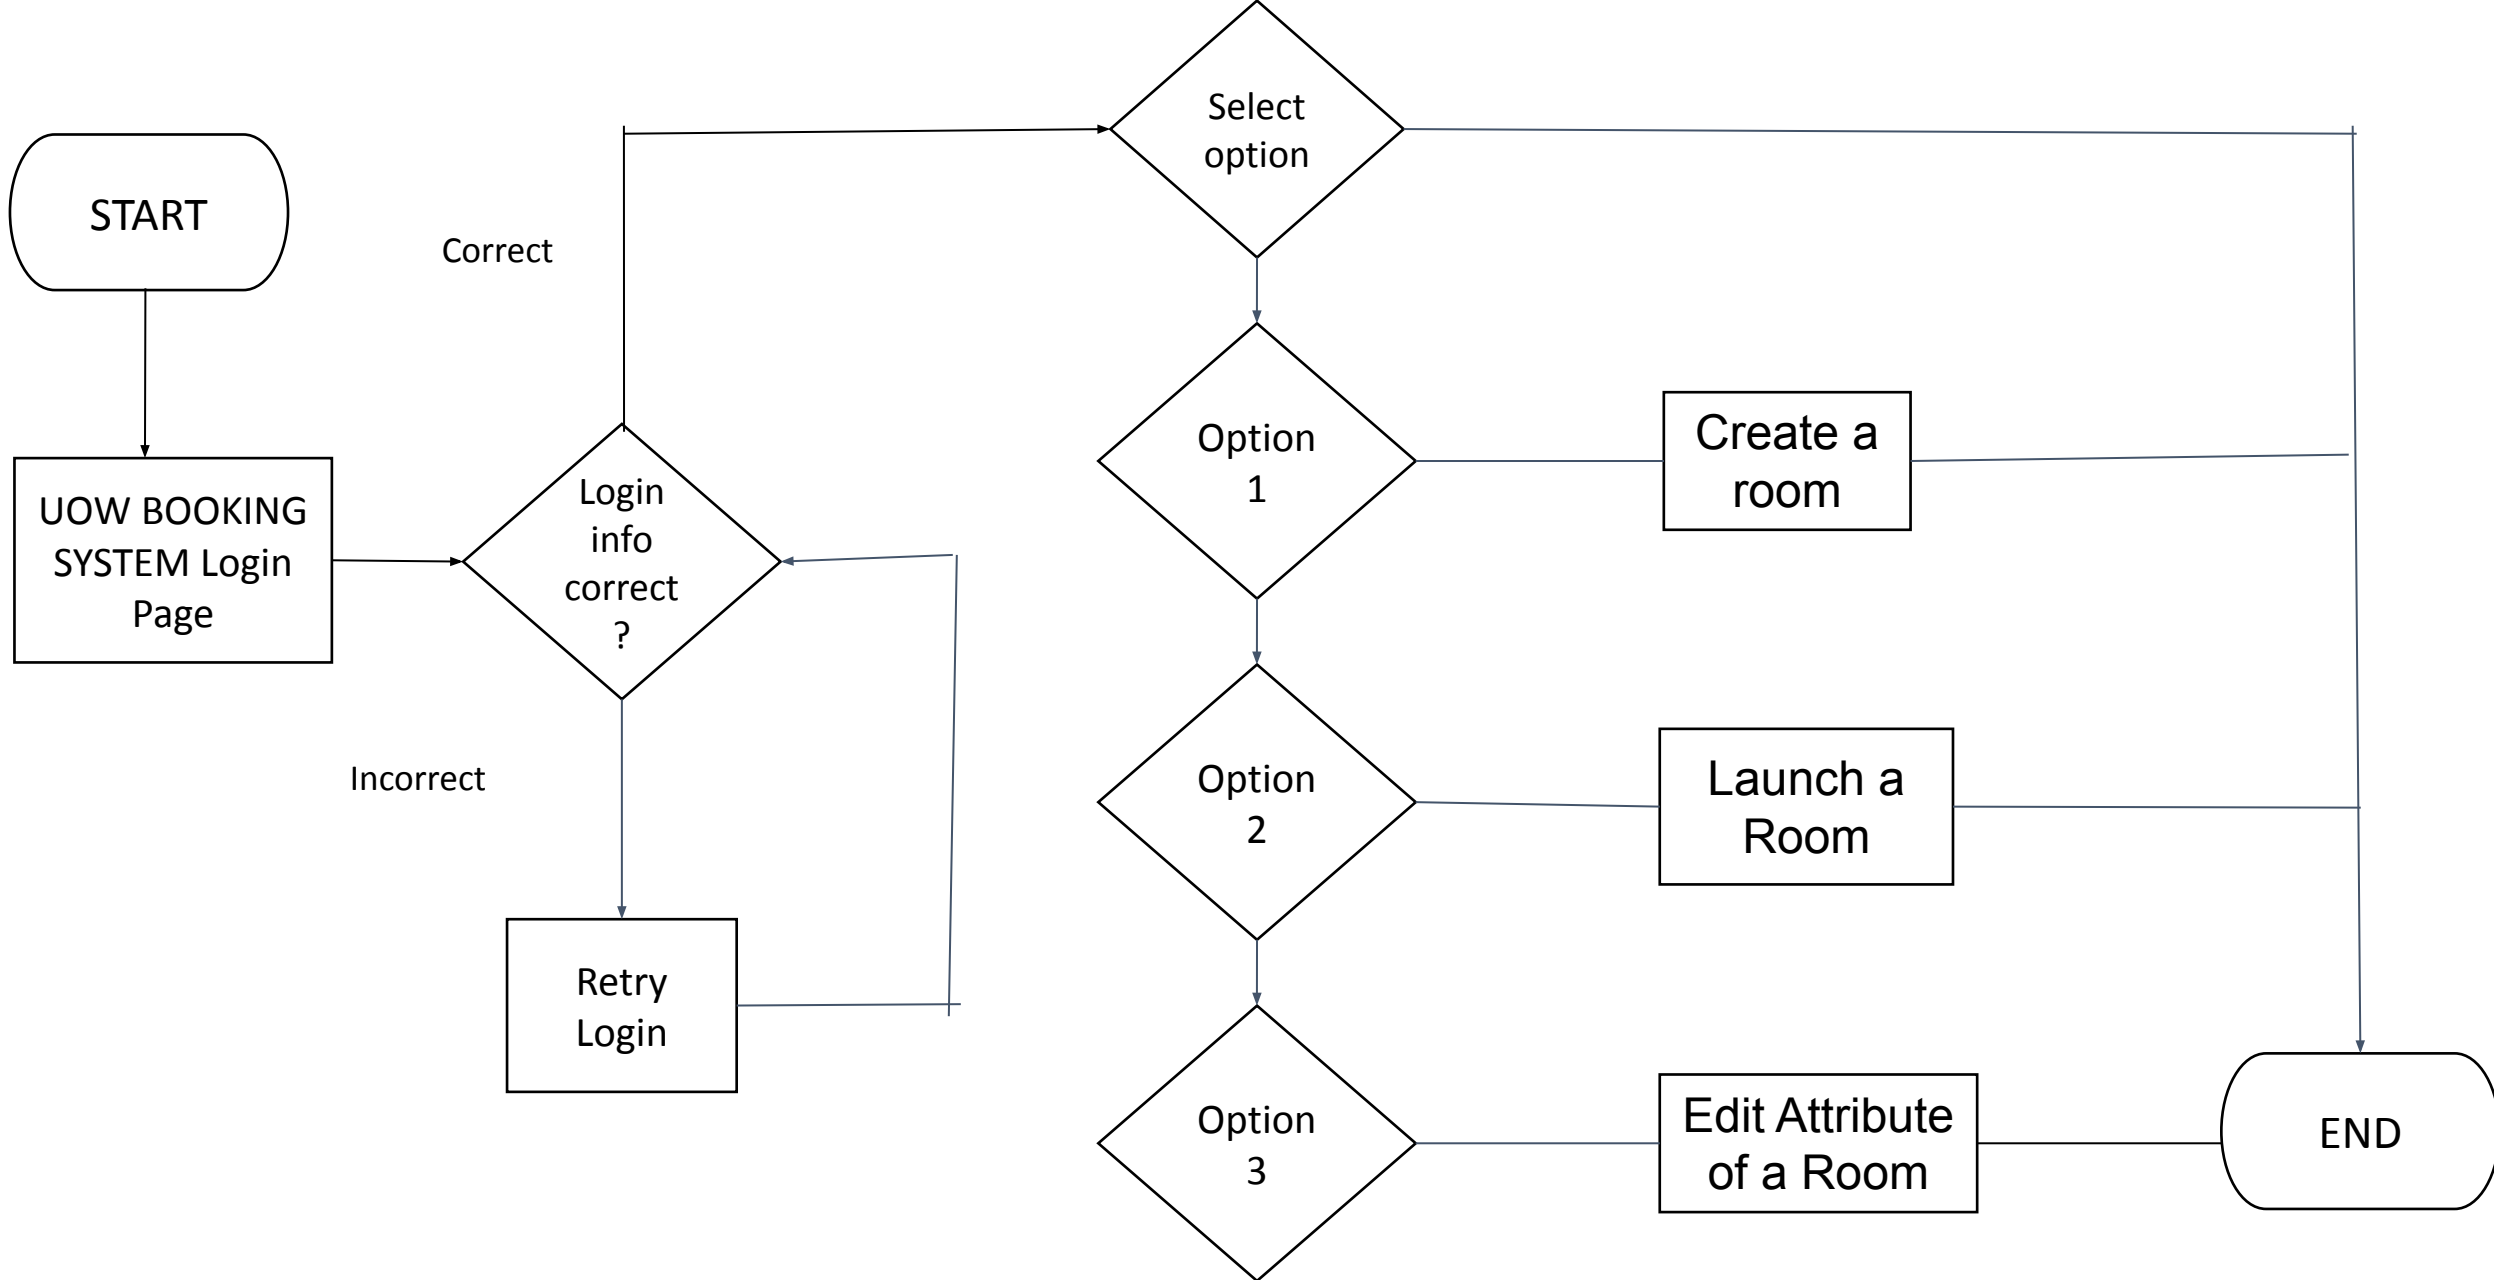 START
UOW BOOKING
SYSTEM Login
Page
Correct
Login
info
correct
?
Incorrect
Retry
Login
Select
option
Option
1
Create a
room
Option
2
Launch a
Room
Option
3
Edit Attribute
of a Room
END